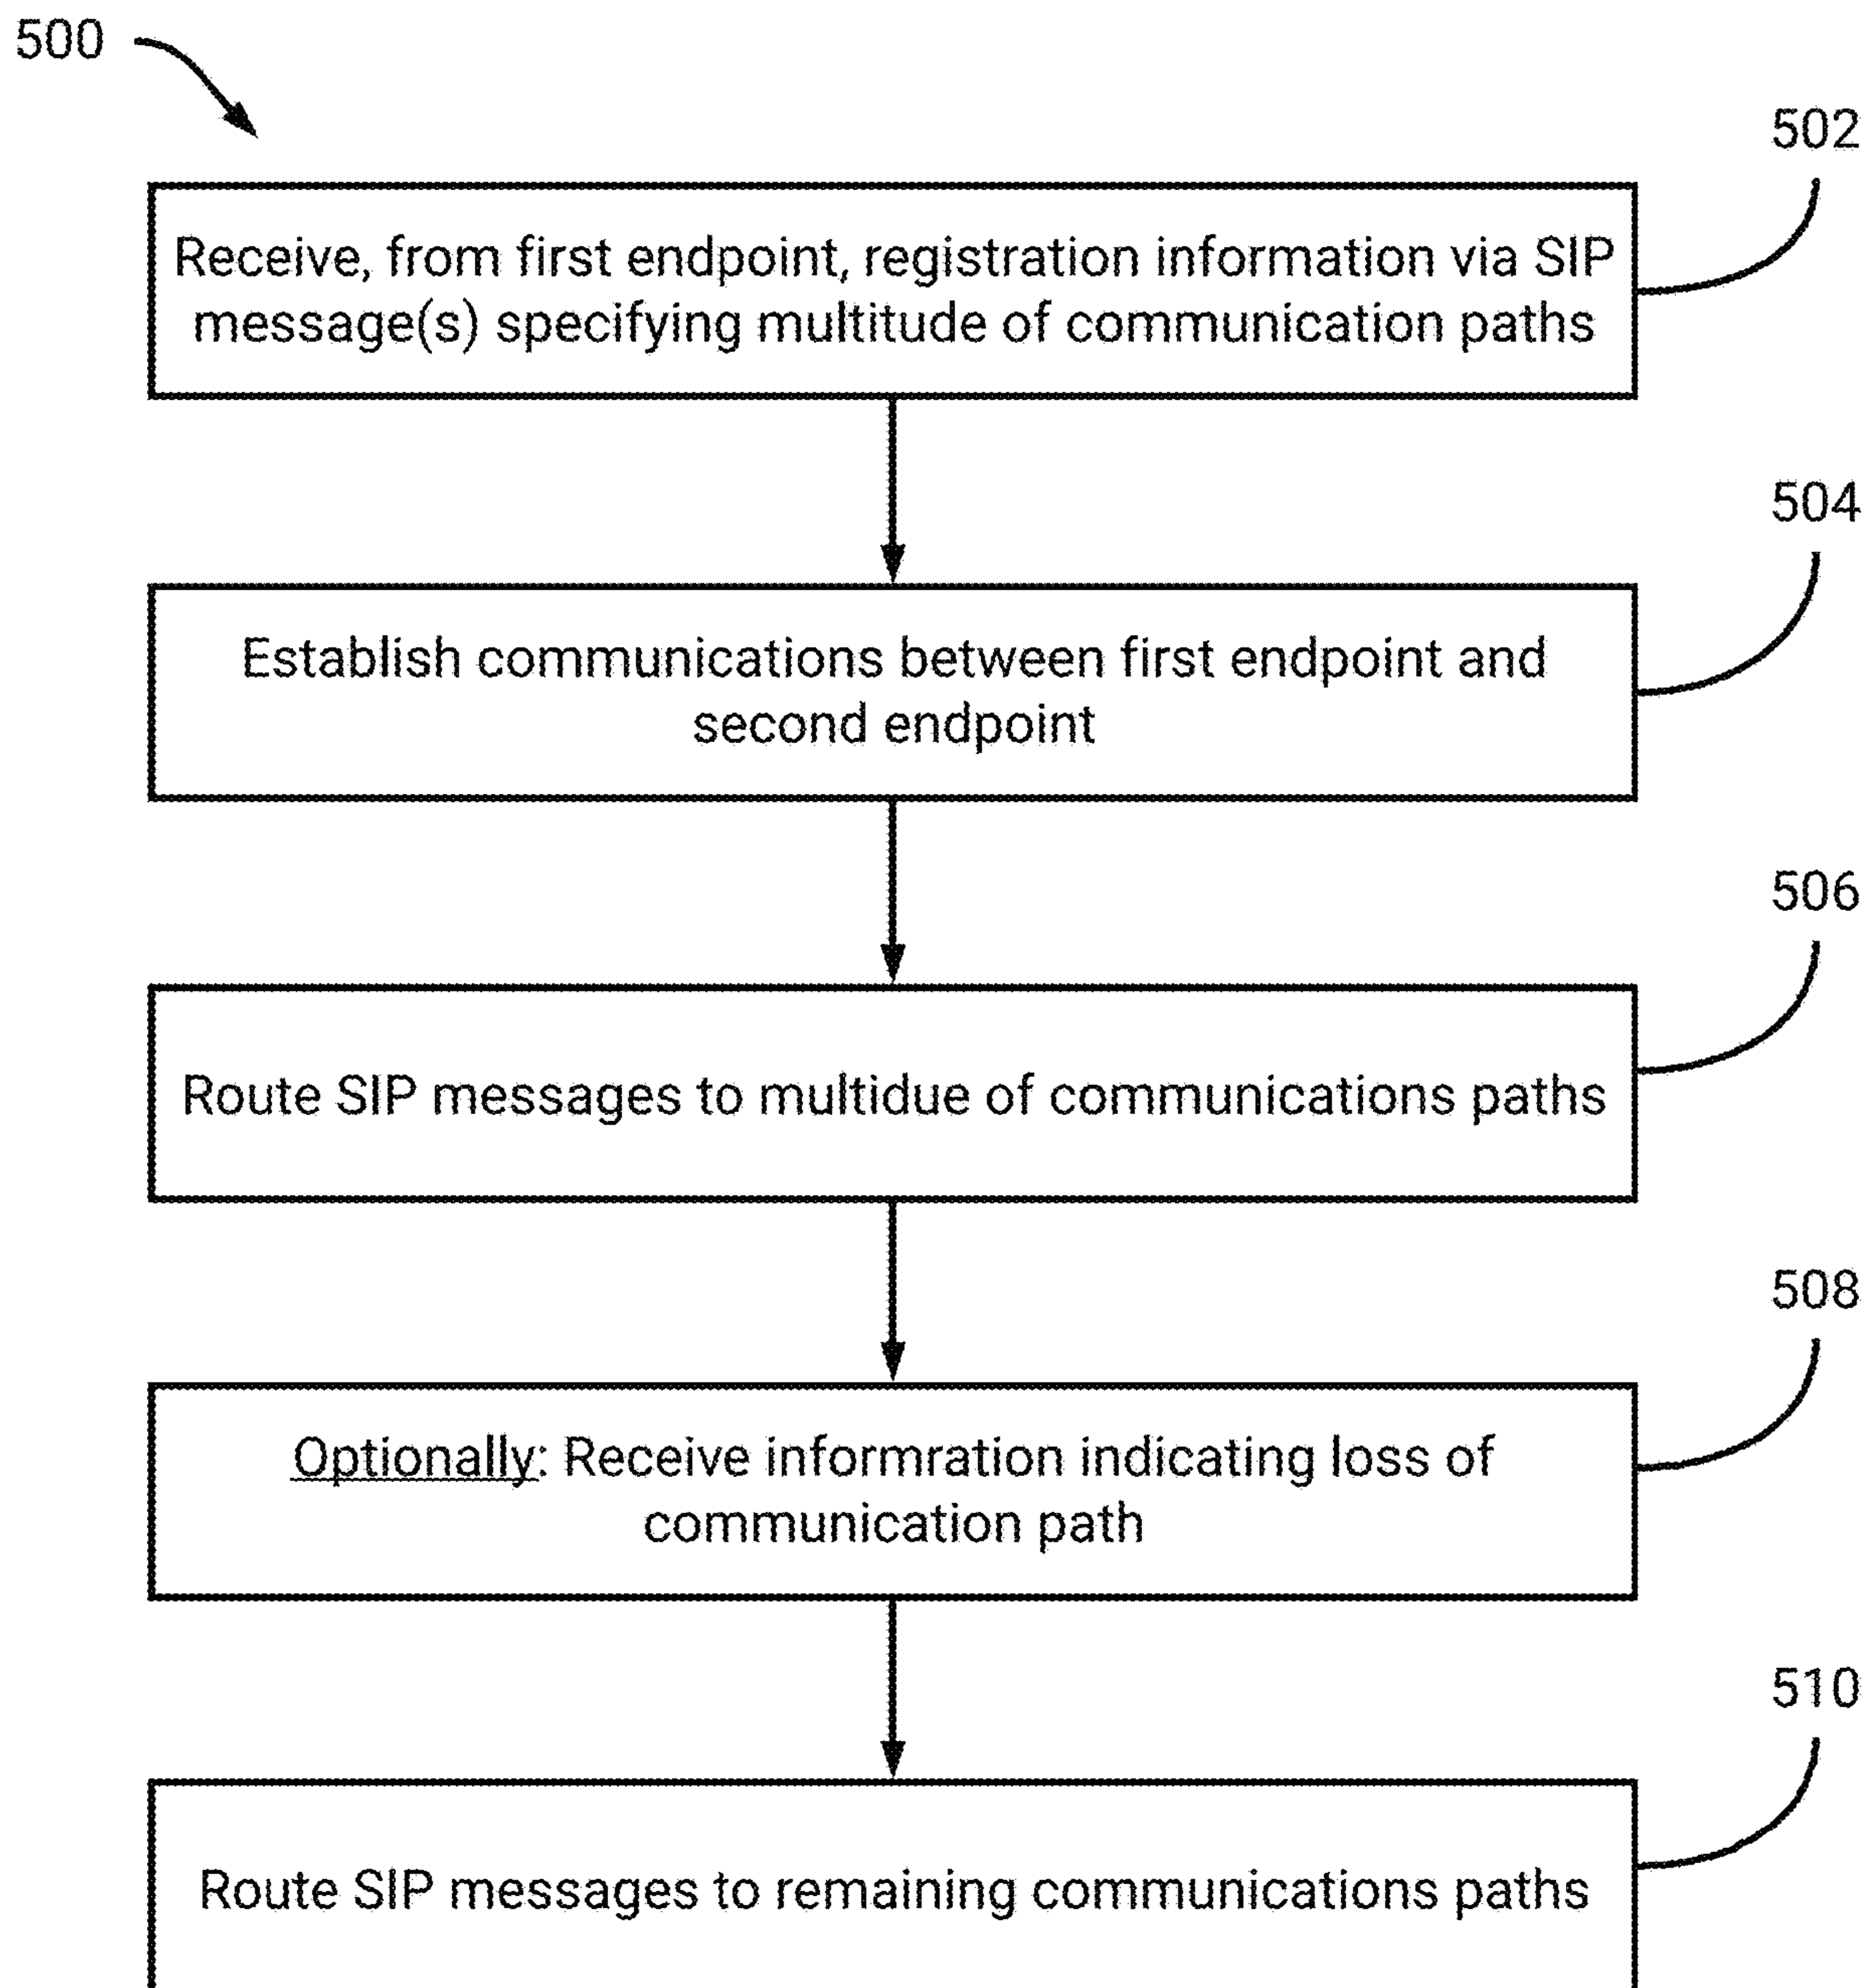 500
502
Receive, from first endpoint, registration information via SIP
message(s) specifying multitude of communication paths
504
Establish communications between first endpoint and
second endpoint
506
Route SIP messages to multidue of communications paths
508
Optionally: Receive informration indicating loss of
communication path
510
Route SIP messages to remaining communications paths